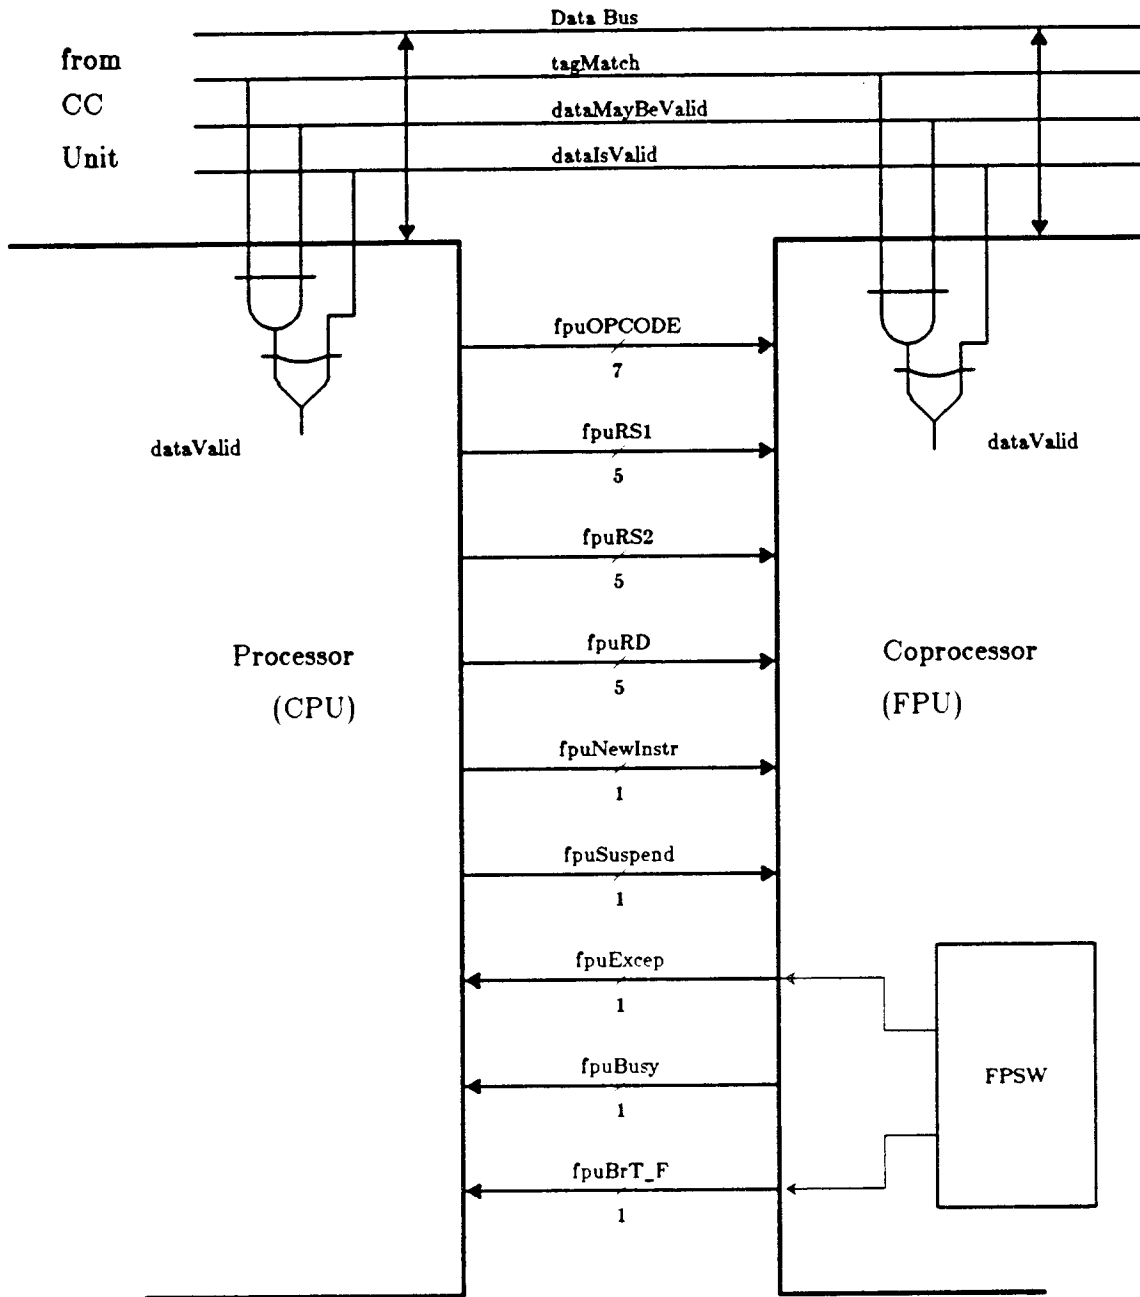 Data Bus
from
tagMatch
CC
dataMayBeValid
Unit
dataIsValid
fpuOPCODE
7
fpuRS1
dataValid
dataValid
5
fpuRS2
5
fpuRD
Processor
Coprocessor
5
(CPU)
(FPU)
fpuNewInstr
1
fpuSuspend
1
fpuExcep
1
fpuBusy
FPSW
1
fpuBrT_F
1